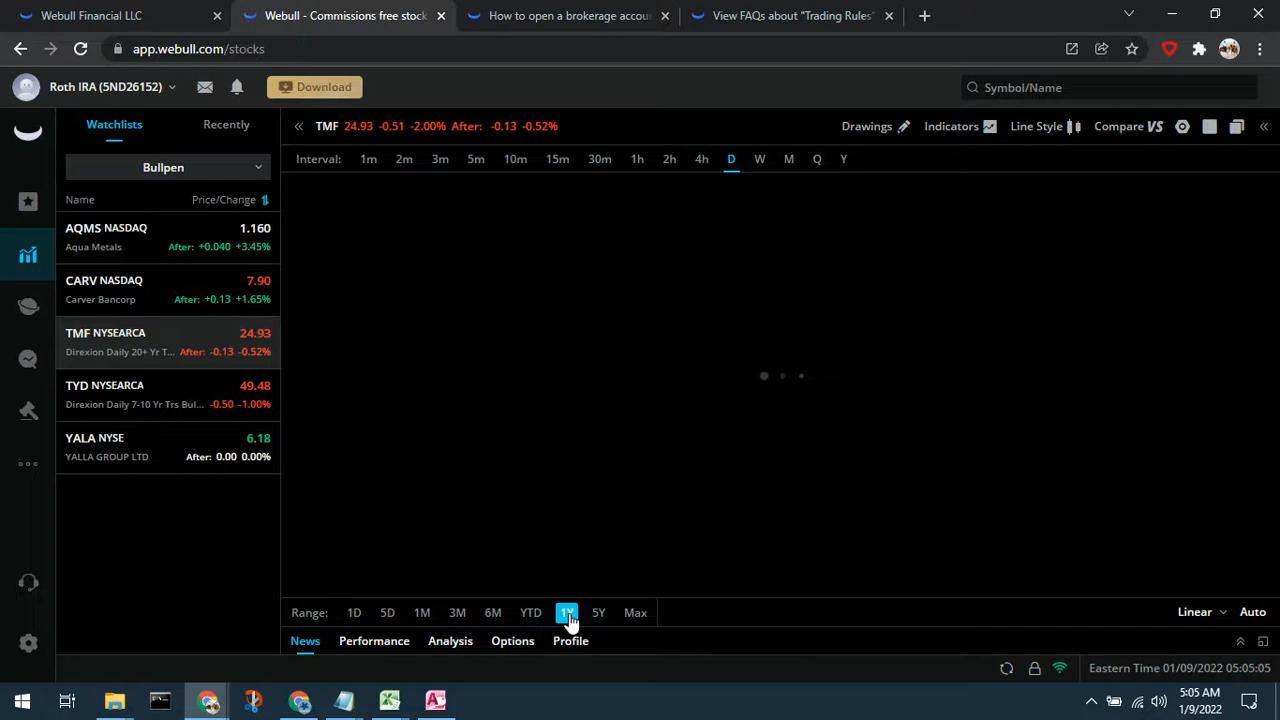 Webull Financial LLC
Webull - Commissions free stock
How to open a brokerage accou
View FAQs about "Trading Rules"
app.webull.com/stocks
Roth IRA (5ND26152)
Download
Symbol/Name
Watchlists
Recently
TMF 24.93 -0.51 -2.00% After: -0.13 -0.52%
Drawings
Indicators
Line Style
Compare VS
Bullpen
Interval: 1m 2m 3m 5m 10m 15m 30m 1h 2h 4h D W M Q Y
Name Price/Change
AQMS NASDAQ 1.160
Aqua Metals After: +0.040 +3.45%
CARV NASDAQ 7.90
Carver Bancorp After: +0.13 +1.65%
TMF NYSEARCA 24.93
Direxion Daily 20+ Yr T... After: -0.13 -0.52%
TYD NYSEARCA 49.48
Direxion Daily 7-10 Yr Trs Bul... -0.50 -1.00%
YALA NYSE 6.18
YALLA GROUP LTD After: 0.00 0.00%
Range: 1D 5D 1M 3M 6M YTD 1Y 5Y Max
Linear Auto
News Performance Analysis Options Profile
Eastern Time 01/09/2022 05:05:05
5:05 AM
1/9/2022